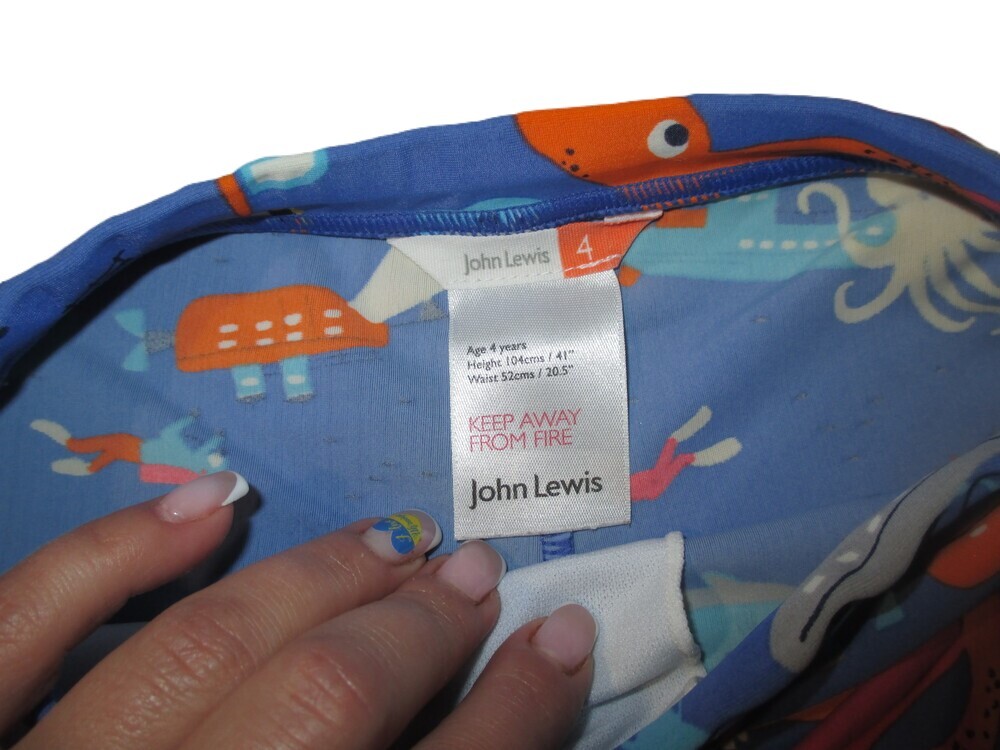 John Lewis
4
Age 4 years
Height 104cms / 41"
Waist 52cms / 20.5"
KEEP AWAY
FROM FIRE
John Lewis